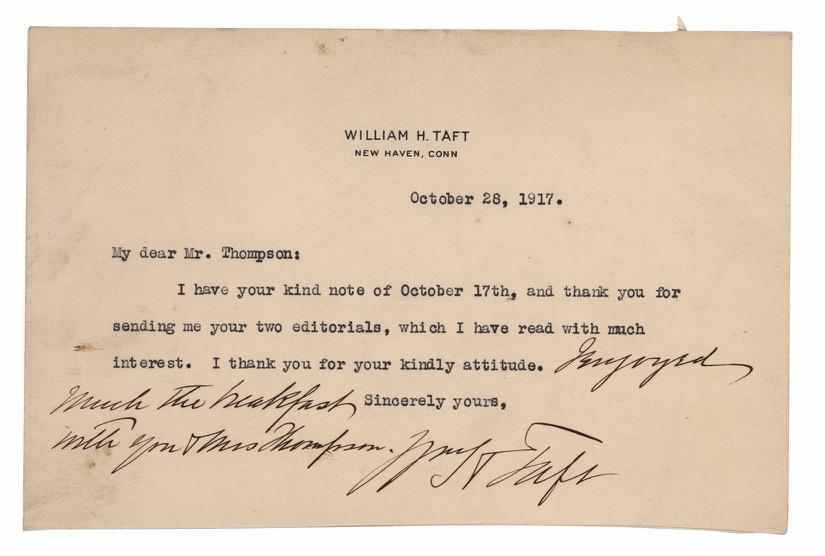 WILLIAM H. TAFT
NEW HAVEN, CONN
October 28, 1917.
My dear Mr. Thompson:
I have your kind note of October 17th, and thank you for
sending me your two editorials, which I have read with much
interest. I thank you for your kindly attitude. I enjoyed
much the breakfast
Sincerely yours,
with you & Mrs Thompson.
Wm H Taft